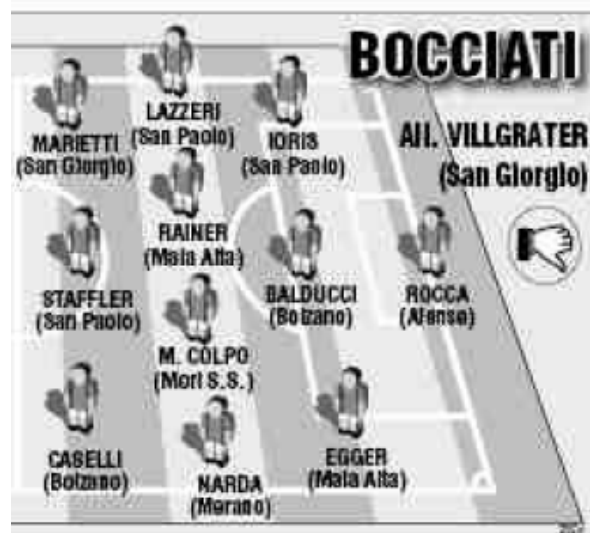 BOCCIATI
All. VILLGRATER
(San Giorgio)
MARIETTI
(San Giorgio)
LAZZERI
(San Paolo)
IORIS
(San Paolo)
RAINER
(Maia Alta)
STAFFLER
(San Paolo)
BALDUCCI
(Bolzano)
ROCCA
(Alense)
M. COLPO
(Mori S.S.)
CASELLI
(Bolzano)
NARDA
(Merano)
EGGER
(Maia Alta)